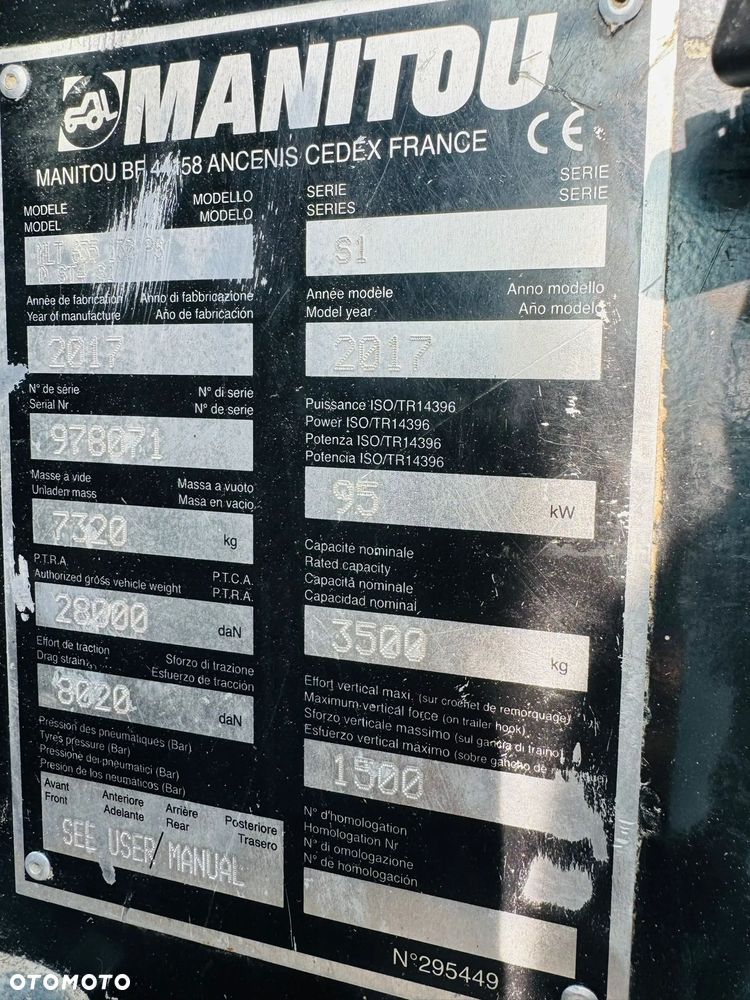 MANITOU
MANITOU BF 44158 ANCENIS CEDEX FRANCE
CE
MODELE MODELLO
MODEL MODELO
MLT
2017
Année de fabrication Anno di fabbricazione
Year of manufacture Año de fabricación
N° de série N° di serie
Serial Nr N° de serie
978071
Masse à vide Massa a vuoto
Unladen mass Masa en vacio
7320 kg
P.T.R.A. P.T.C.A.
Authorized gross vehicle weight P.T.R.A.
28000 daN
Effort de traction Sforzo di trazione
Drag strain Esfuerzo de tracción
8020 daN
Pression des pneumatiques (Bar)
Tyres pressure (Bar)
Pressione dei pneumatici (Bar)
Presion de los neumaticos (Bar)
Avant Anteriore Arrière Posteriore
Front Adelante Rear Trasero
SEE USER/MANUAL
SERIE SERIE
SERIES SERIE
S1
Année modèle Anno modello
Model year Año modelo
2017
Puissance ISO/TR14396
Power ISO/TR14396
Potenza ISO/TR14396
Potencia ISO/TR14396
95 kW
Capacité nominale
Rated capacity
Capacità nominale
Capacidad nominal
3500 kg
Effort vertical maxi. (sur crochet de remorquage)
Maximum vertical force (on trailer hook)
Sforzo verticale massimo (sul gancio di traino)
Esfuerzo vertical máximo (sobre gancho de
1500
N° d'homologation
Homologation Nr
N° di omologazione
N° de homologación
N°295449
OTOMOTO